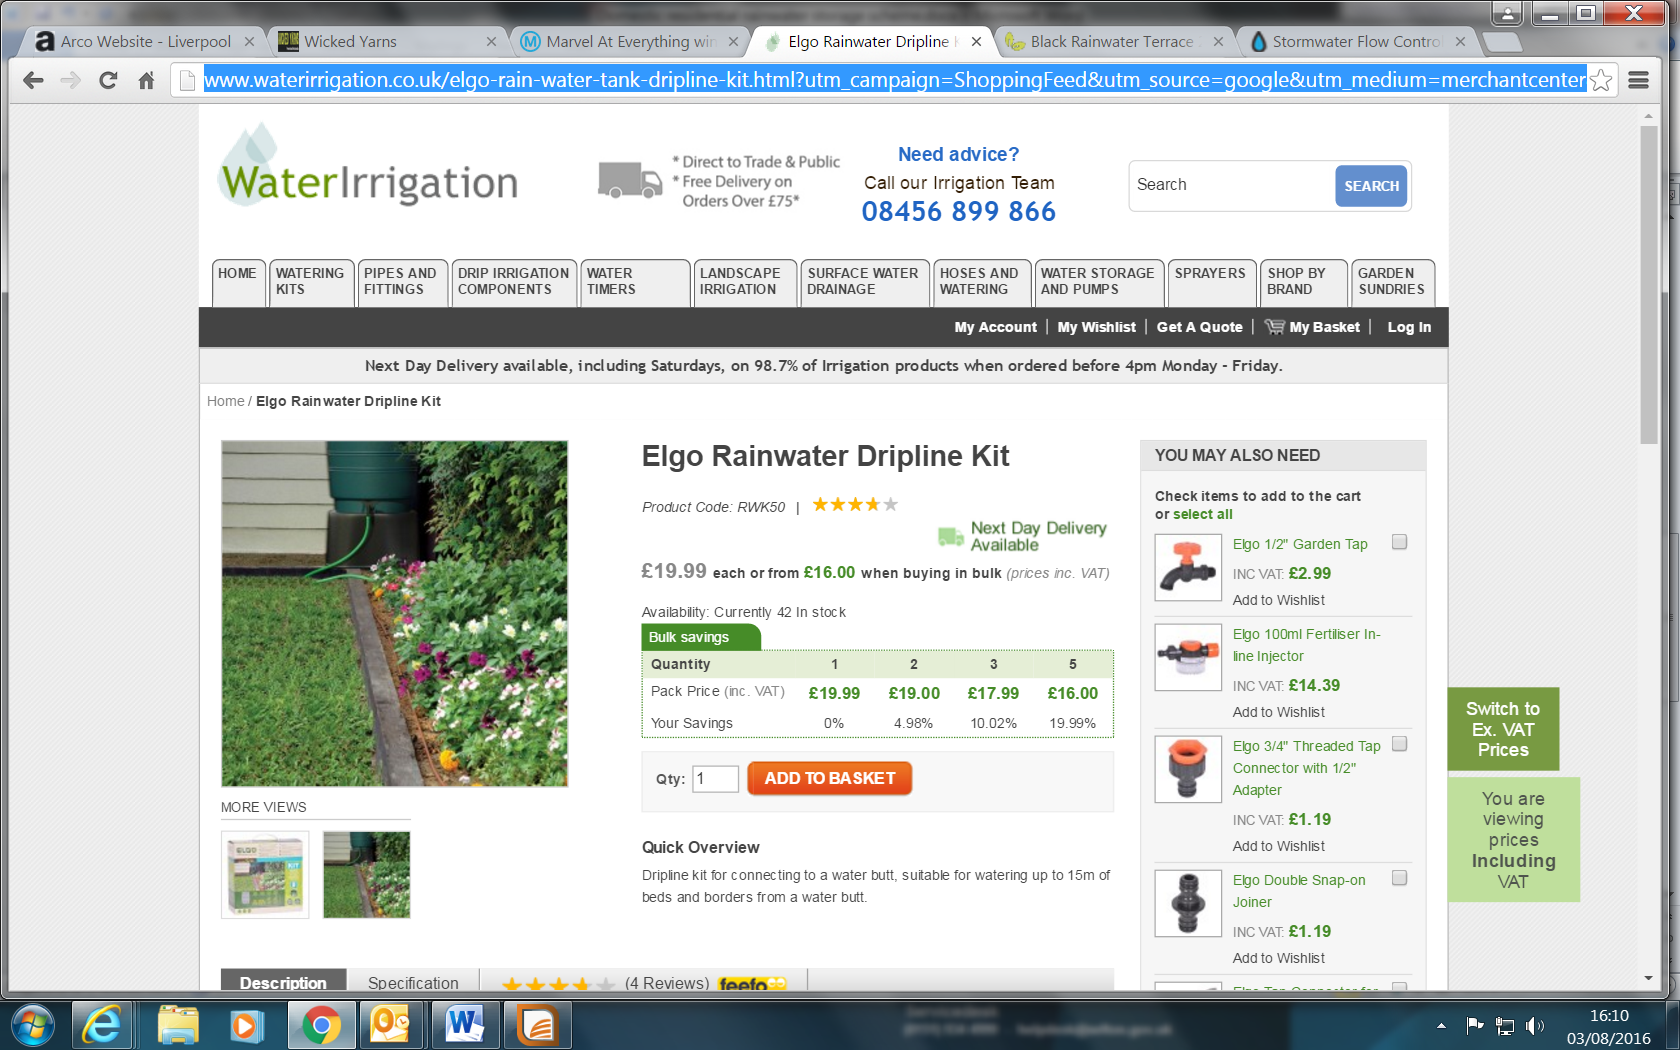 Arco Website - Liverpool
Wicked Yarns
Marvel At Everything win
Elgo Rainwater Dripline K
Black Rainwater Terrace
Stormwater Flow Control
www.waterirrigation.co.uk/elgo-rain-water-tank-dripline-kit.html?utm_campaign=ShoppingFeed&utm_source=google&utm_medium=merchantcenter
WaterIrrigation
* Direct to Trade & Public
* Free Delivery on
Orders Over £75*
Need advice?
Call our Irrigation Team
08456 899 866
Search
SEARCH
HOME
WATERING KITS
PIPES AND FITTINGS
DRIP IRRIGATION COMPONENTS
WATER TIMERS
LANDSCAPE IRRIGATION
SURFACE WATER DRAINAGE
HOSES AND WATERING
WATER STORAGE AND PUMPS
SPRAYERS
SHOP BY BRAND
GARDEN SUNDRIES
My Account | My Wishlist | Get A Quote | My Basket | Log In
Next Day Delivery available, including Saturdays, on 98.7% of Irrigation products when ordered before 4pm Monday - Friday.
Home / Elgo Rainwater Dripline Kit
Elgo Rainwater Dripline Kit
Product Code: RWK50 |
Next Day Delivery
Available
£19.99 each or from £16.00 when buying in bulk (prices inc. VAT)
Availability: Currently 42 In stock
Bulk savings
Quantity 1 2 3 5
Pack Price (inc. VAT) £19.99 £19.00 £17.99 £16.00
Your Savings 0% 4.98% 10.02% 19.99%
Qty: 1 ADD TO BASKET
Quick Overview
Dripline kit for connecting to a water butt, suitable for watering up to 15m of
beds and borders from a water butt.
MORE VIEWS
ELGO
KIT
Description
Specification
(4 Reviews) feefo
YOU MAY ALSO NEED
Check items to add to the cart
or select all
Elgo 1/2" Garden Tap
INC VAT: £2.99
Add to Wishlist
Elgo 100ml Fertiliser In-
line Injector
INC VAT: £14.39
Add to Wishlist
Elgo 3/4" Threaded Tap
Connector with 1/2"
Adapter
INC VAT: £1.19
Add to Wishlist
Elgo Double Snap-on
Joiner
INC VAT: £1.19
Add to Wishlist
Elgo Tap Connector for
Switch to
Ex. VAT
Prices
You are
viewing
prices
Including
VAT
16:10
03/08/2016